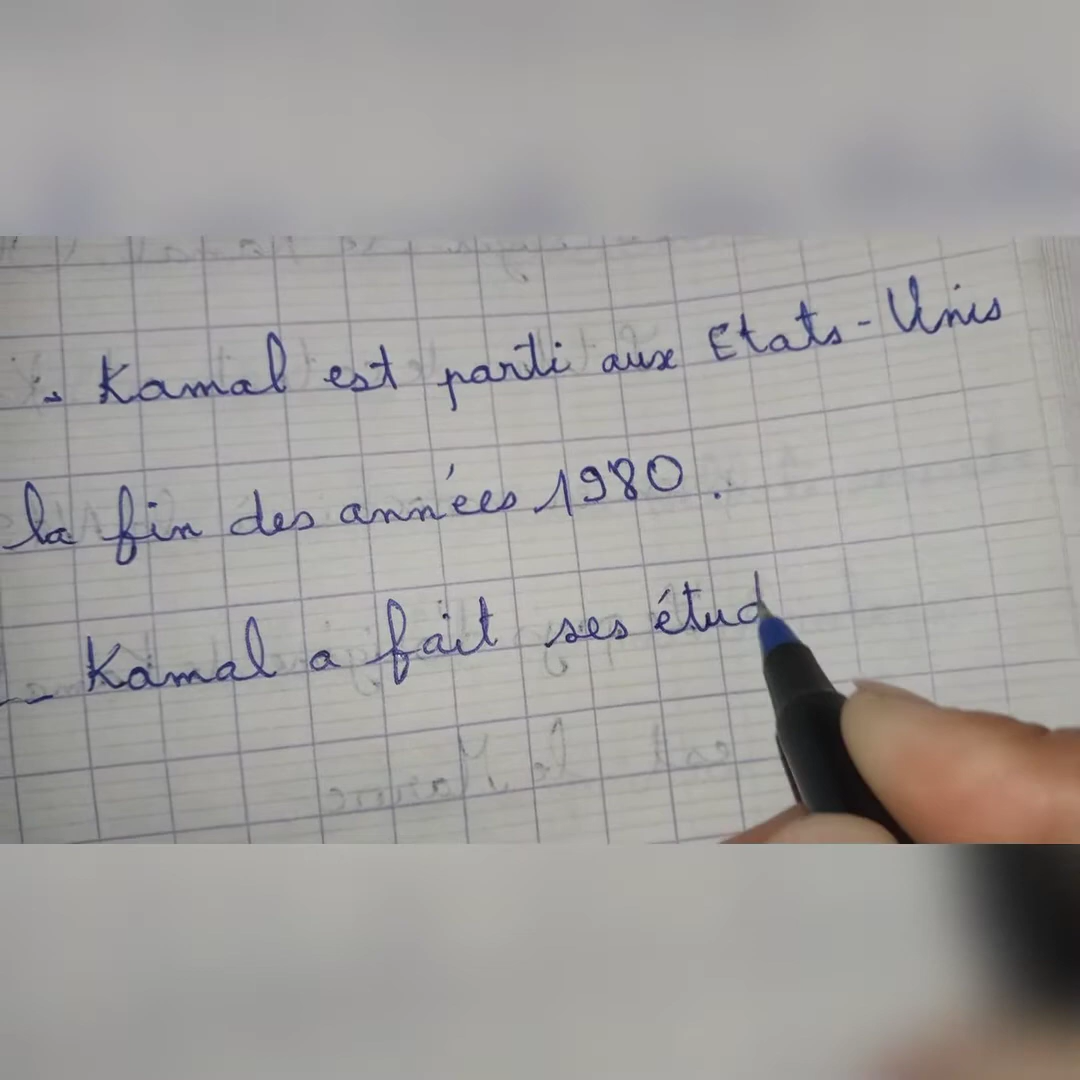 - Kamal est parti aux Etats-Unis
la fin des années 1980.
- Kamal a fait ses étud